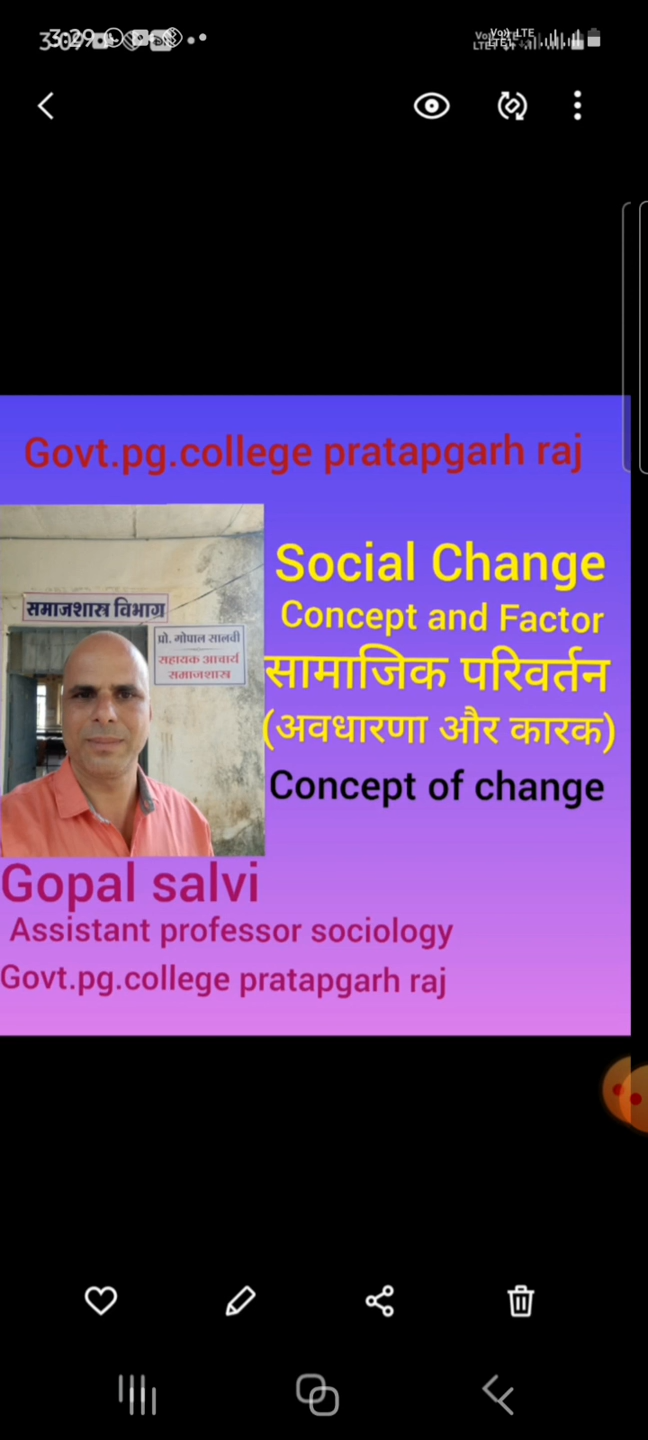 3:29
Govt.pg.college pratapgarh raj
समाजशास्त्र विभाग
प्रो. गोपाल सालवी
सहायक आचार्य
समाजशास्त्र
Social Change
Concept and Factor
सामाजिक परिवर्तन
(अवधारणा और कारक)
Concept of change
Gopal salvi
Assistant professor sociology
Govt.pg.college pratapgarh raj